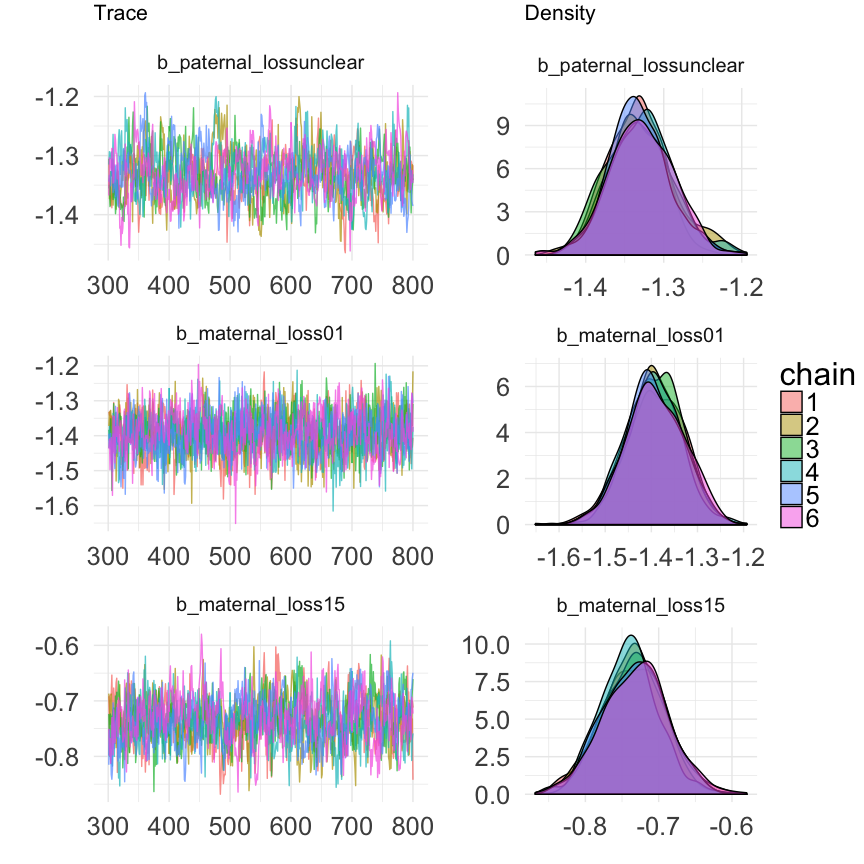 Trace
Density
b_paternal_lossunclear
b_paternal_lossunclear
-1.2
-1.3
-1.4
300 400 500 600 700 800
9
6
3
0
-1.4 -1.3 -1.2
b_maternal_loss01
b_maternal_loss01
-1.2
-1.3
-1.4
-1.5
-1.6
300 400 500 600 700 800
6
4
2
0
-1.6 -1.5 -1.4 -1.3 -1.2
chain
1
2
3
4
5
6
b_maternal_loss15
b_maternal_loss15
-0.6
-0.7
-0.8
300 400 500 600 700 800
10.0
7.5
5.0
2.5
0.0
-0.8 -0.7 -0.6